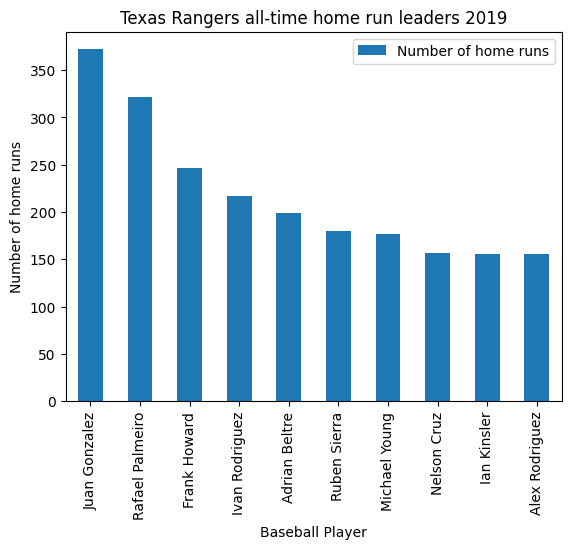 Texas Rangers all-time home run leaders 2019
Number of home runs
Number of home runs
350
300
250
200
150
100
50
0
Juan Gonzalez
Rafael Palmeiro
Frank Howard
Ivan Rodriguez
Adrian Beltre
Ruben Sierra
Michael Young
Nelson Cruz
Ian Kinsler
Alex Rodriguez
Baseball Player